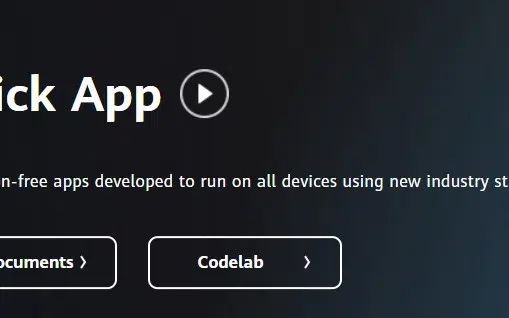 ick App
n-free apps developed to run on all devices using new industry st
ocuments
Codelab